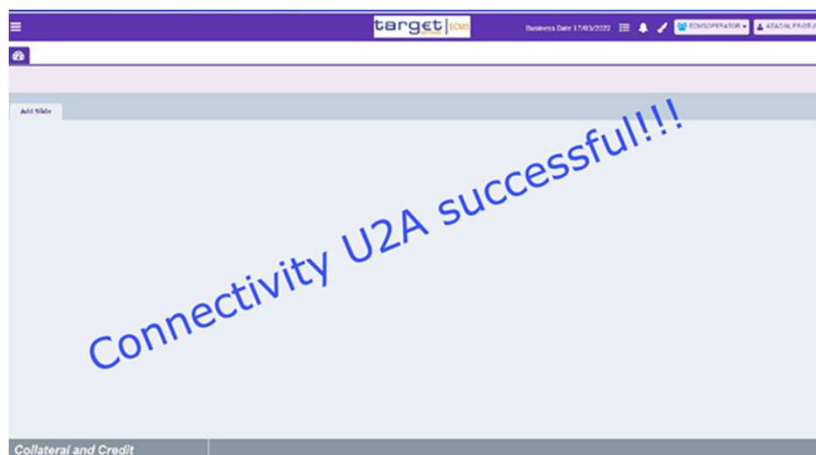 target|ECMS
Business Date 17/03/2022
ECMSOPERATOR
Add Slide
Connectivity U2A successful!!!
Collateral and Credit